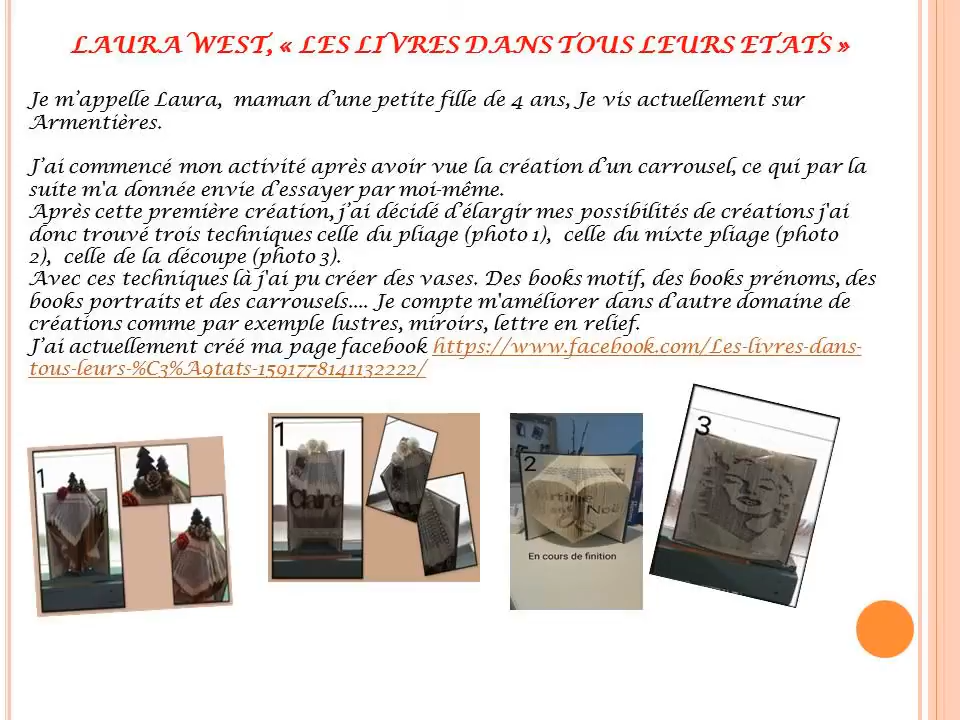 LAURA WEST, « LES LIVRES DANS TOUS LEURS ETATS »
Je m'appelle Laura, maman d'une petite fille de 4 ans, Je vis actuellement sur
Armentières.
J'ai commencé mon activité après avoir vue la création d'un carrousel, ce qui par la
suite m'a donnée envie d'essayer par moi-même.
Après cette première création, j'ai décidé d'élargir mes possibilités de créations j'ai
donc trouvé trois techniques celle du pliage (photo 1), celle du mixte pliage (photo
2), celle de la découpe (photo 3).
Avec ces techniques là j'ai pu créer des vases. Des books motif, des books prénoms, des
books portraits et des carrousels.... Je compte m'améliorer dans d'autre domaine de
créations comme par exemple lustres, miroirs, lettre en relief.
J'ai actuellement créé ma page facebook https://www.facebook.com/Les-livres-dans-
tous-leurs-%C3%A9tats-1591778141132222/
1
1
Claire
2
Noël
En cours de finition
3